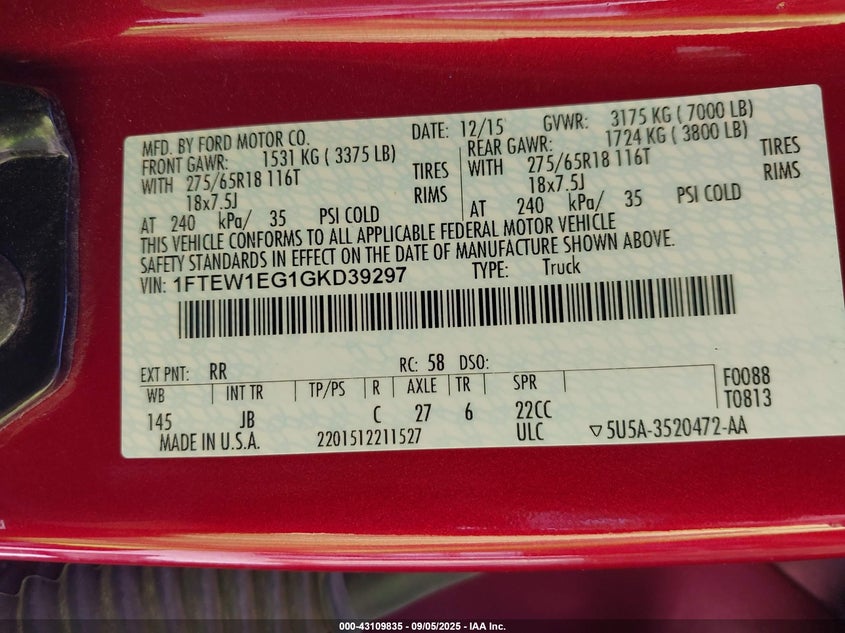 MFD. BY FORD MOTOR CO. DATE: 12/15 GVWR: 3175 KG ( 7000 LB)
FRONT GAWR: 1531 KG ( 3375 LB) REAR GAWR: 1724 KG ( 3800 LB)
WITH 275/65R18 116T TIRES WITH 275/65R18 116T TIRES
18x7.5J RIMS 18x7.5J RIMS
AT 240 kPa/ 35 PSI COLD AT 240 kPa/ 35 PSI COLD
THIS VEHICLE CONFORMS TO ALL APPLICABLE FEDERAL MOTOR VEHICLE
SAFETY STANDARDS IN EFFECT ON THE DATE OF MANUFACTURE SHOWN ABOVE.
VIN: 1FTEW1EG1GKD39297 TYPE: Truck
EXT PNT: RR RC: 58 DSO:
WB INT TR TP/PS R AXLE TR SPR F0088
145 JB C 27 6 22CC T0813
MADE IN U.S.A. 2201512211527 ULC ▽5U5A-3520472-AA
000-43109835 - 09/05/2025 - IAA Inc.